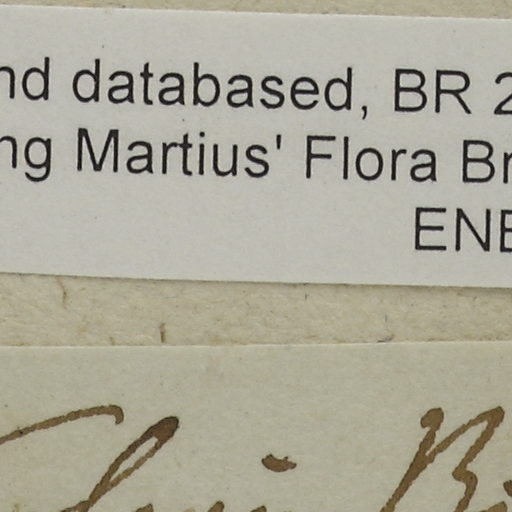 nd databased, BR 2
ng Martius' Flora Br
ENE